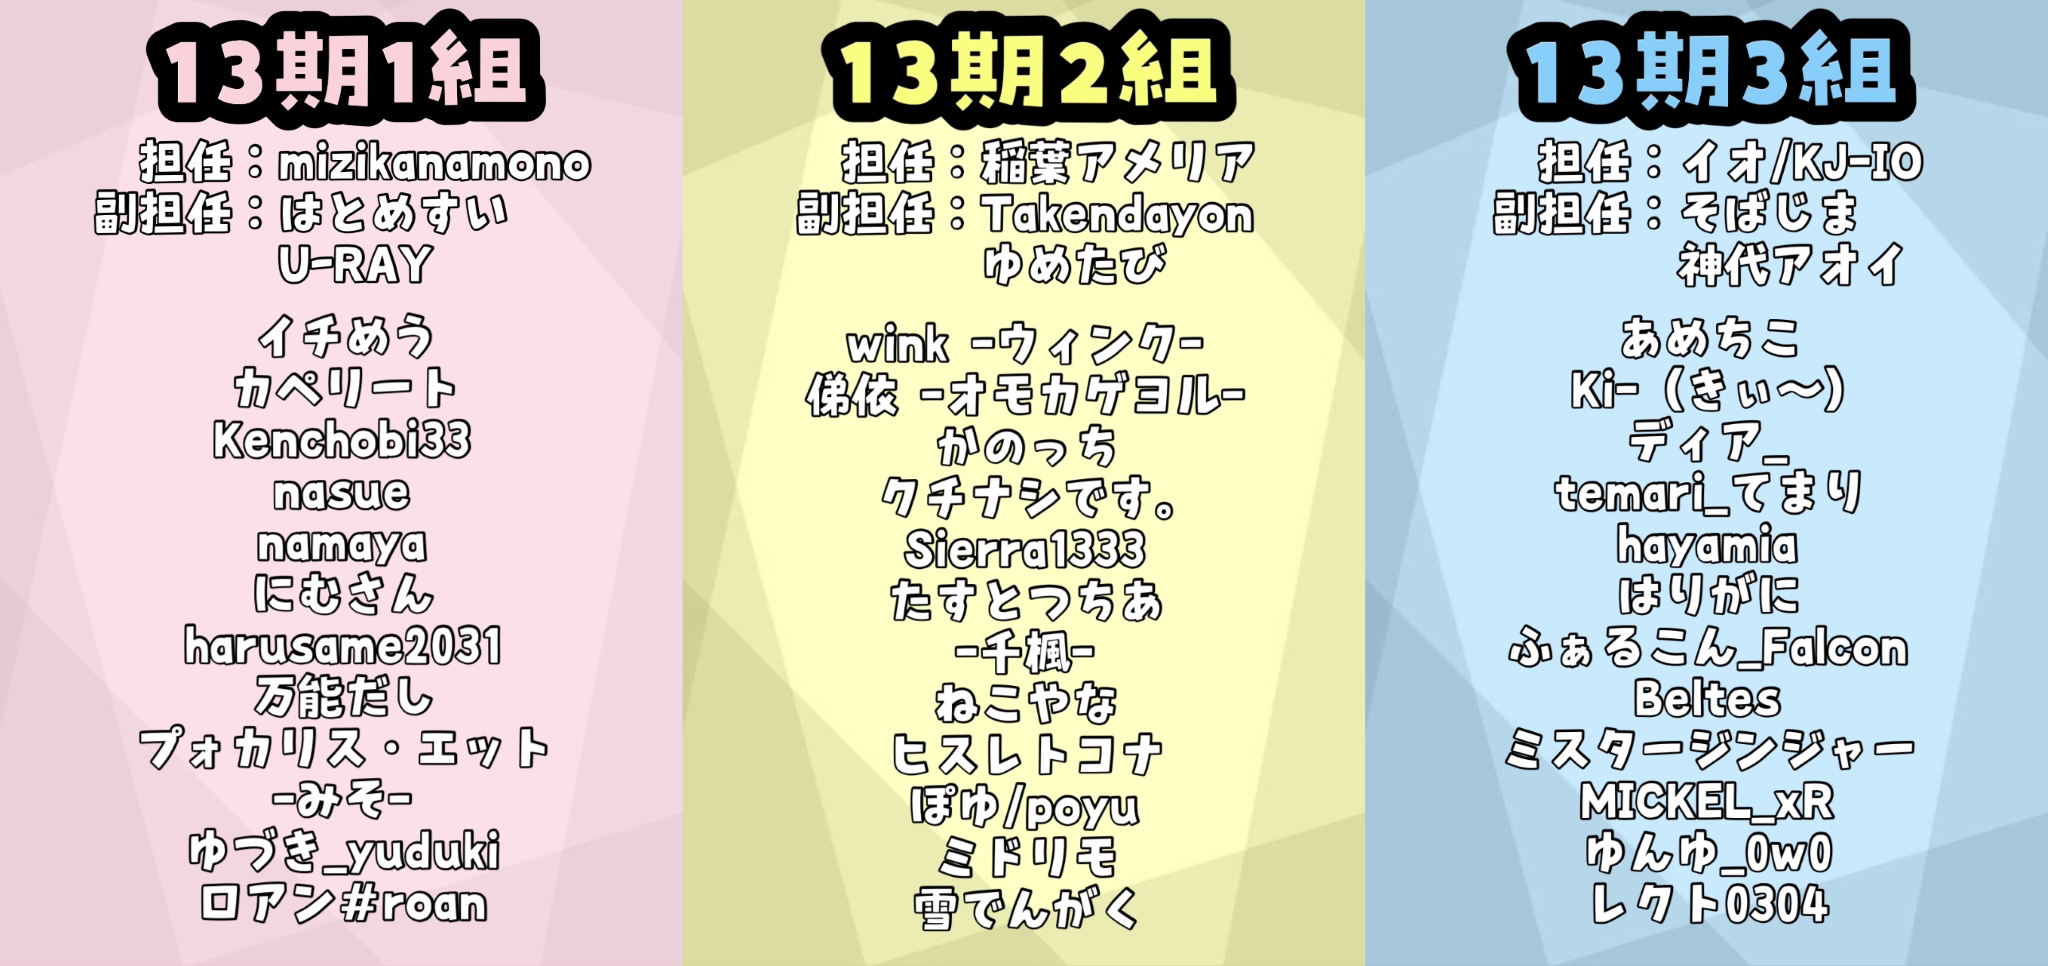 13期1組
担任：mizikanamono
副担任：はとめすい
U-RAY
イチめう
カペリート
Kenchobi33
nasue
namaya
にむさん
harusame2031
万能だし
プォカリス・エット
-みそ-
ゆづき_yuduki
ロアン#roan
13期2組
担任：稲葉アメリア
副担任：Takendayon
ゆめたび
wink -ウィンク-
俤依 -オモカゲヨル-
かのっち
クチナシです。
Sierra1333
たすとつちあ
-千楓-
ねこやな
ヒスレトコナ
ぽゆ/poyu
ミドリモ
雪でんがく
13期3組
担任：イオ/KJ-IO
副担任：そばじま
神代アオイ
あめちこ
Ki-（きぃ～）
ディア_
temari_てまり
hayamia
はりがに
ふぁるこん_Falcon
Beltes
ミスタージンジャー
MICKEL_xR
ゆんゆ_0w0
レクト0304